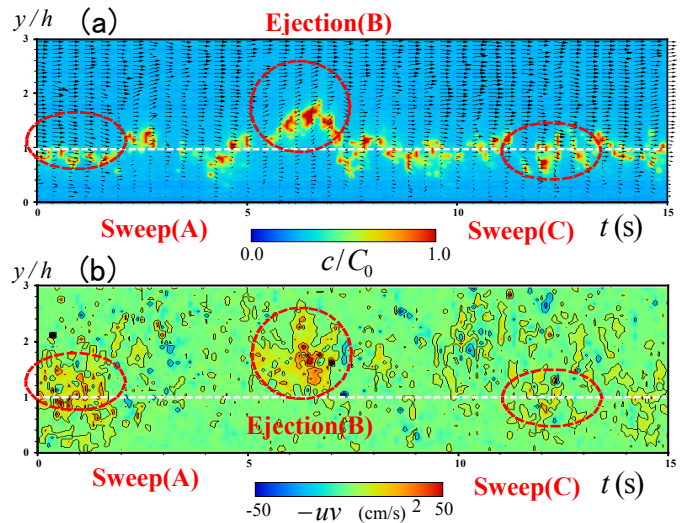 y/h (a) Ejection(B)
3
2
1
0
0 5 10 15
Sweep(A) Sweep(C) t(s)
0.0 c/C₀ 1.0
y/h (b)
3
2
1
0
Ejection(B)
0 5 10 15
Sweep(A) Sweep(C) t(s)
-50 −uv (cm/s) 2 50